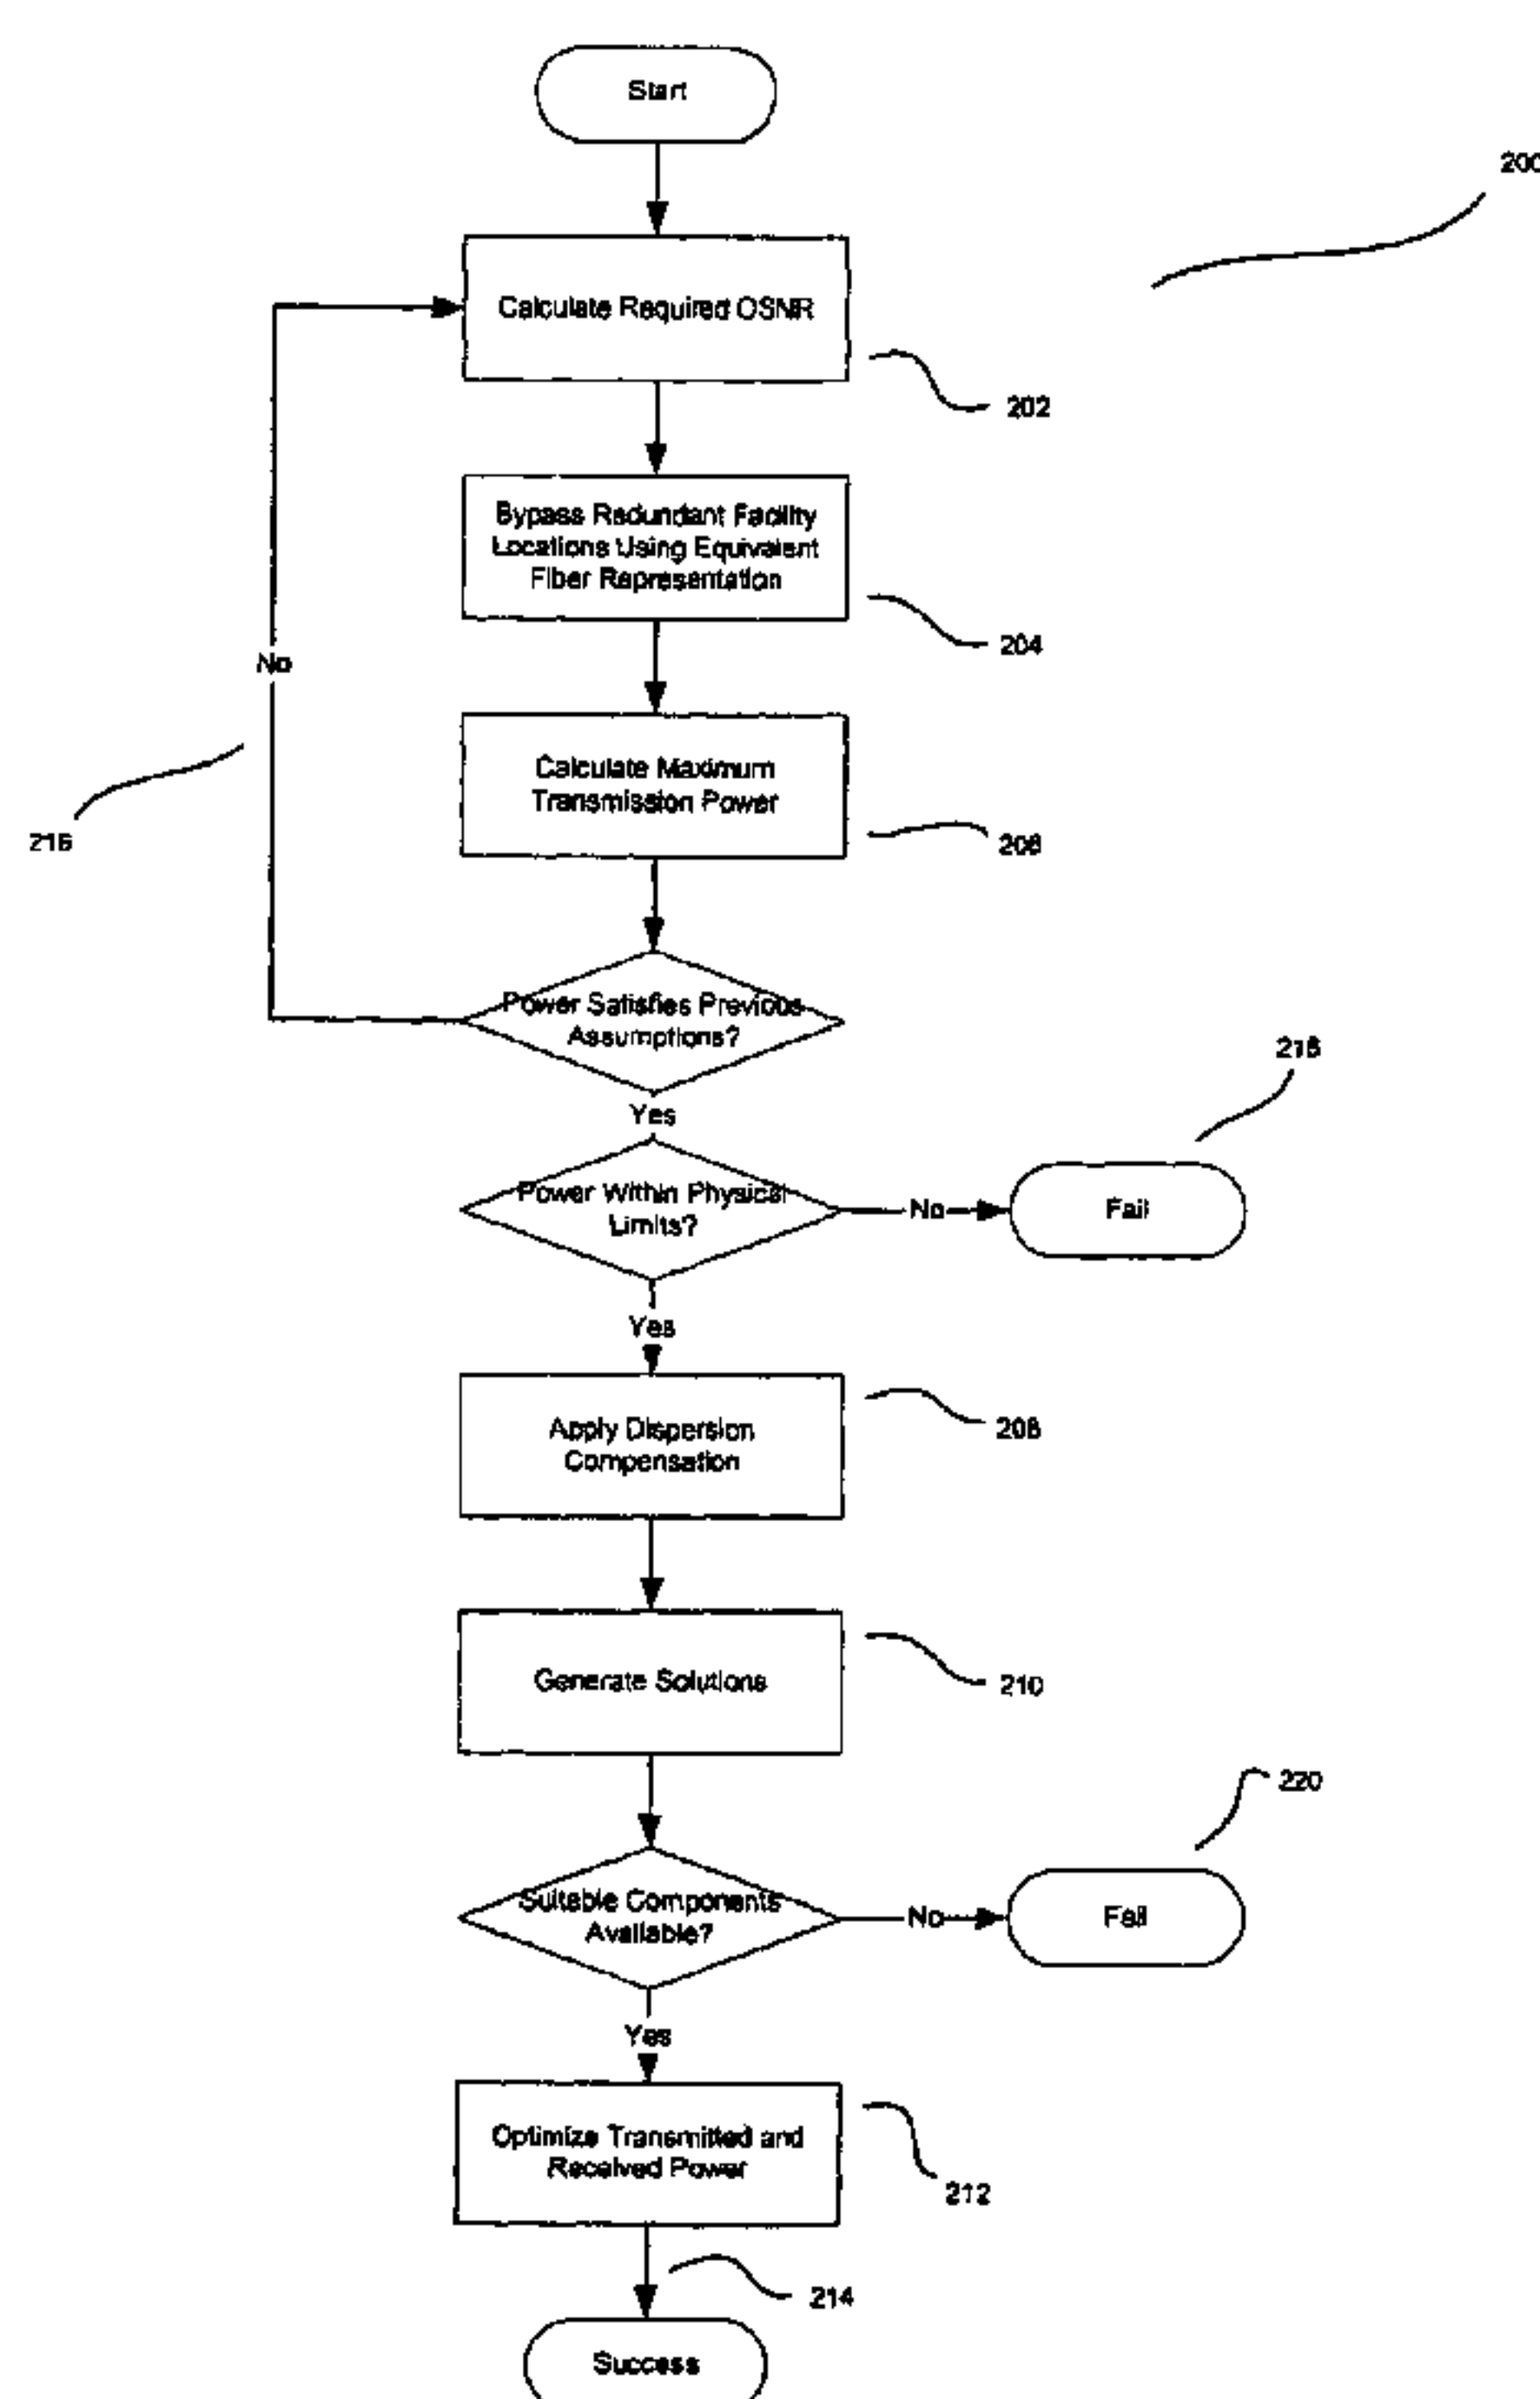 Start
200
Calculate Required OSNR
202
Bypass Redundant Facility
Locations Using Equivalent
Fiber Representation
204
No
Calculate Maximum
Transmission Power
216
206
Power Satisfies Previous
Assumptions?
218
Yes
Power Within Physical
Limits?
No
Fail
Yes
Apply Dispersion
Compensation
208
Generate Solutions
210
220
Suitable Components
Available?
No
Fail
Yes
Optimize Transmitted and
Received Power
212
214
Success